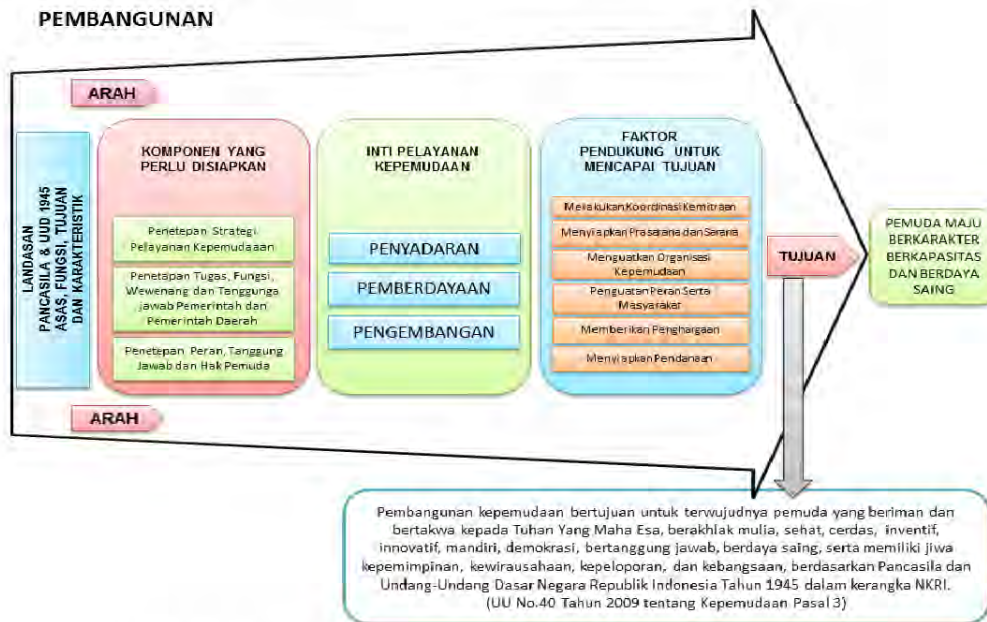 PEMBANGUNAN
ARAH
LANDASAN
PANCASILA & UUD 1945
ASAS, FUNGSI, TUJUAN
DAN KARAKTERISTIK
KOMPONEN YANG
PERLU DISIAPKAN
Penetepan Strategi
Pelayanan Kepemudaaan
Penetapan Tugas, Fungsi,
Wewenang dan Tanggunga
jawab Pemerintah dan
Pemerintah Daerah
Penetepan Peran, Tanggung
Jawab dan Hak Pemuda
INTI PELAYANAN
KEPEMUDAAN
PENYADARAN
PEMBERDAYAAN
PENGEMBANGAN
FAKTOR
PENDUKUNG UNTUK
MENCAPAI TUJUAN
Melakukan Koordinasi Kemitraan
Menyiapkan Prasarana dan Sarana
Menguatkan Organisasi
Kepemudaan
Penguatan Peran Serta
Masyarakat
Memberikan Penghargaan
Menyiapkan Pendanaan
TUJUAN
PEMUDA MAJU
BERKARAKTER
BERKAPASITAS
DAN BERDAYA
SAING
ARAH
Pembangunan kepemudaan bertujuan untuk terwujudnya pemuda yang beriman dan
bertakwa kepada Tuhan Yang Maha Esa, berakhlak mulia, sehat, cerdas, inventif,
innovatif, mandiri, demokrasi, bertanggung jawab, berdaya saing, serta memiliki jiwa
kepemimpinan, kewirausahaan, kepeloporan, dan kebangsaan, berdasarkan Pancasila dan
Undang-Undang Dasar Negara Republik Indonesia Tahun 1945 dalam kerangka NKRI.
(UU No.40 Tahun 2009 tentang Kepemudaan Pasal 3)